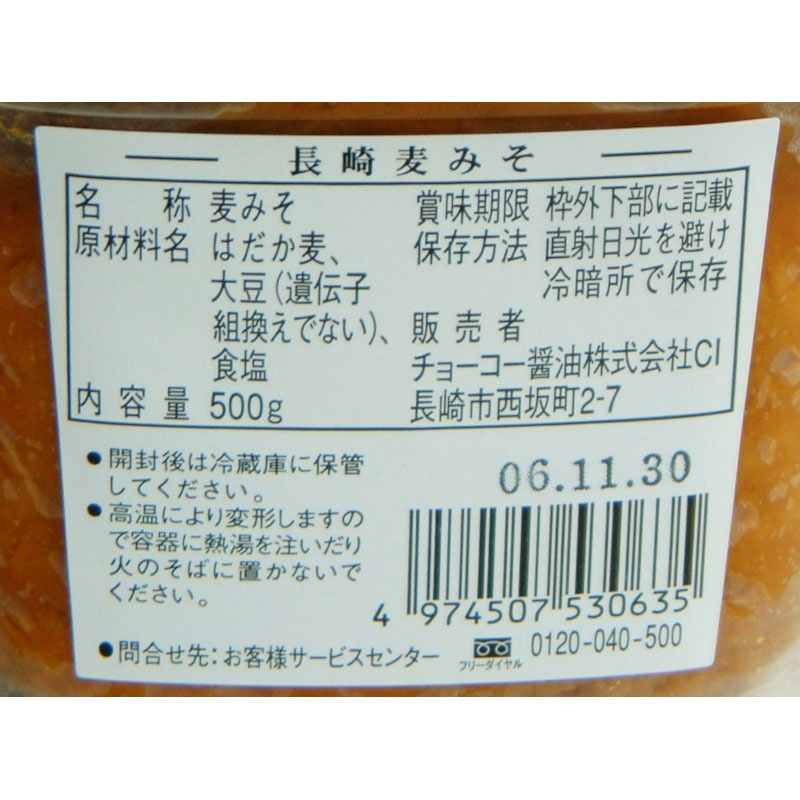 長崎麦みそ
名称 麦みそ
原材料名 はだか麦、
大豆(遺伝子
組換えでない)、
食塩
内容量 500g
賞味期限 枠外下部に記載
保存方法 直射日光を避け
冷暗所で保存
販売者
チョーコー醤油株式会社CI
長崎市西坂町2-7
●開封後は冷蔵庫に保管
してください。
●高温により変形しますの
で容器に熱湯を注いだり
火のそばに置かないで
ください。
●問合せ先:お客様サービスセンター
06.11.30
4 974507 530635
フリーダイヤル 0120-040-500